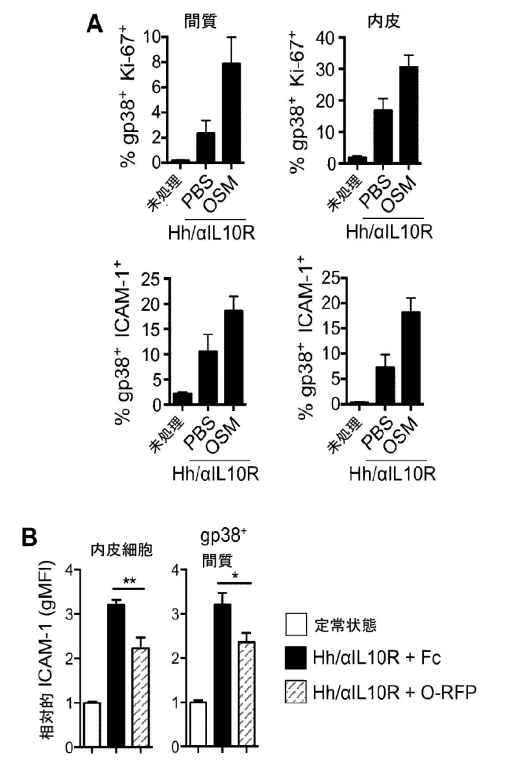 A
間質
内皮
% gp38+ Ki-67+
10
8
6
4
2
0
未処理
PBS
OSM
Hh/αIL10R
% gp38+ Ki-67+
40
30
20
10
0
未処理
PBS
OSM
Hh/αIL10R
% gp38+ ICAM-1+
25
20
15
10
5
0
未処理
PBS
OSM
Hh/αIL10R
% gp38+ ICAM-1+
25
20
15
10
5
0
未処理
PBS
OSM
Hh/αIL10R
B
内皮細胞
gp38+
間質
相対的 ICAM-1 (gMFI)
4
3
2
1
0
**
4
3
2
1
0
*
定常状態
Hh/αIL10R + Fc
Hh/αIL10R + O-RFP